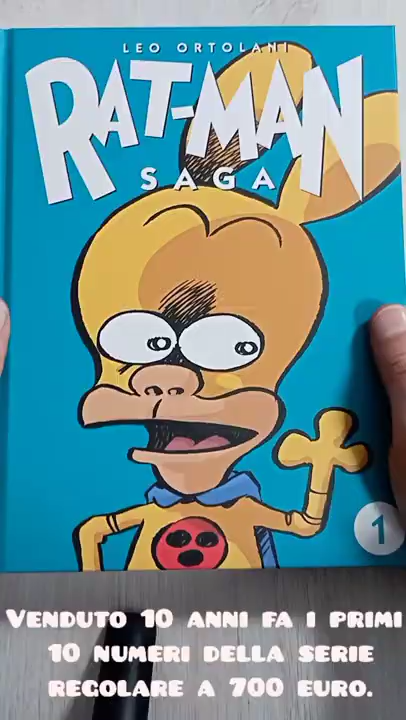 LEO ORTOLANI
RAT-MAN
SAGA
1
VENDUTO 10 ANNI FA I PRIMI
10 NUMERI DELLA SERIE
REGOLARE A 700 EURO.